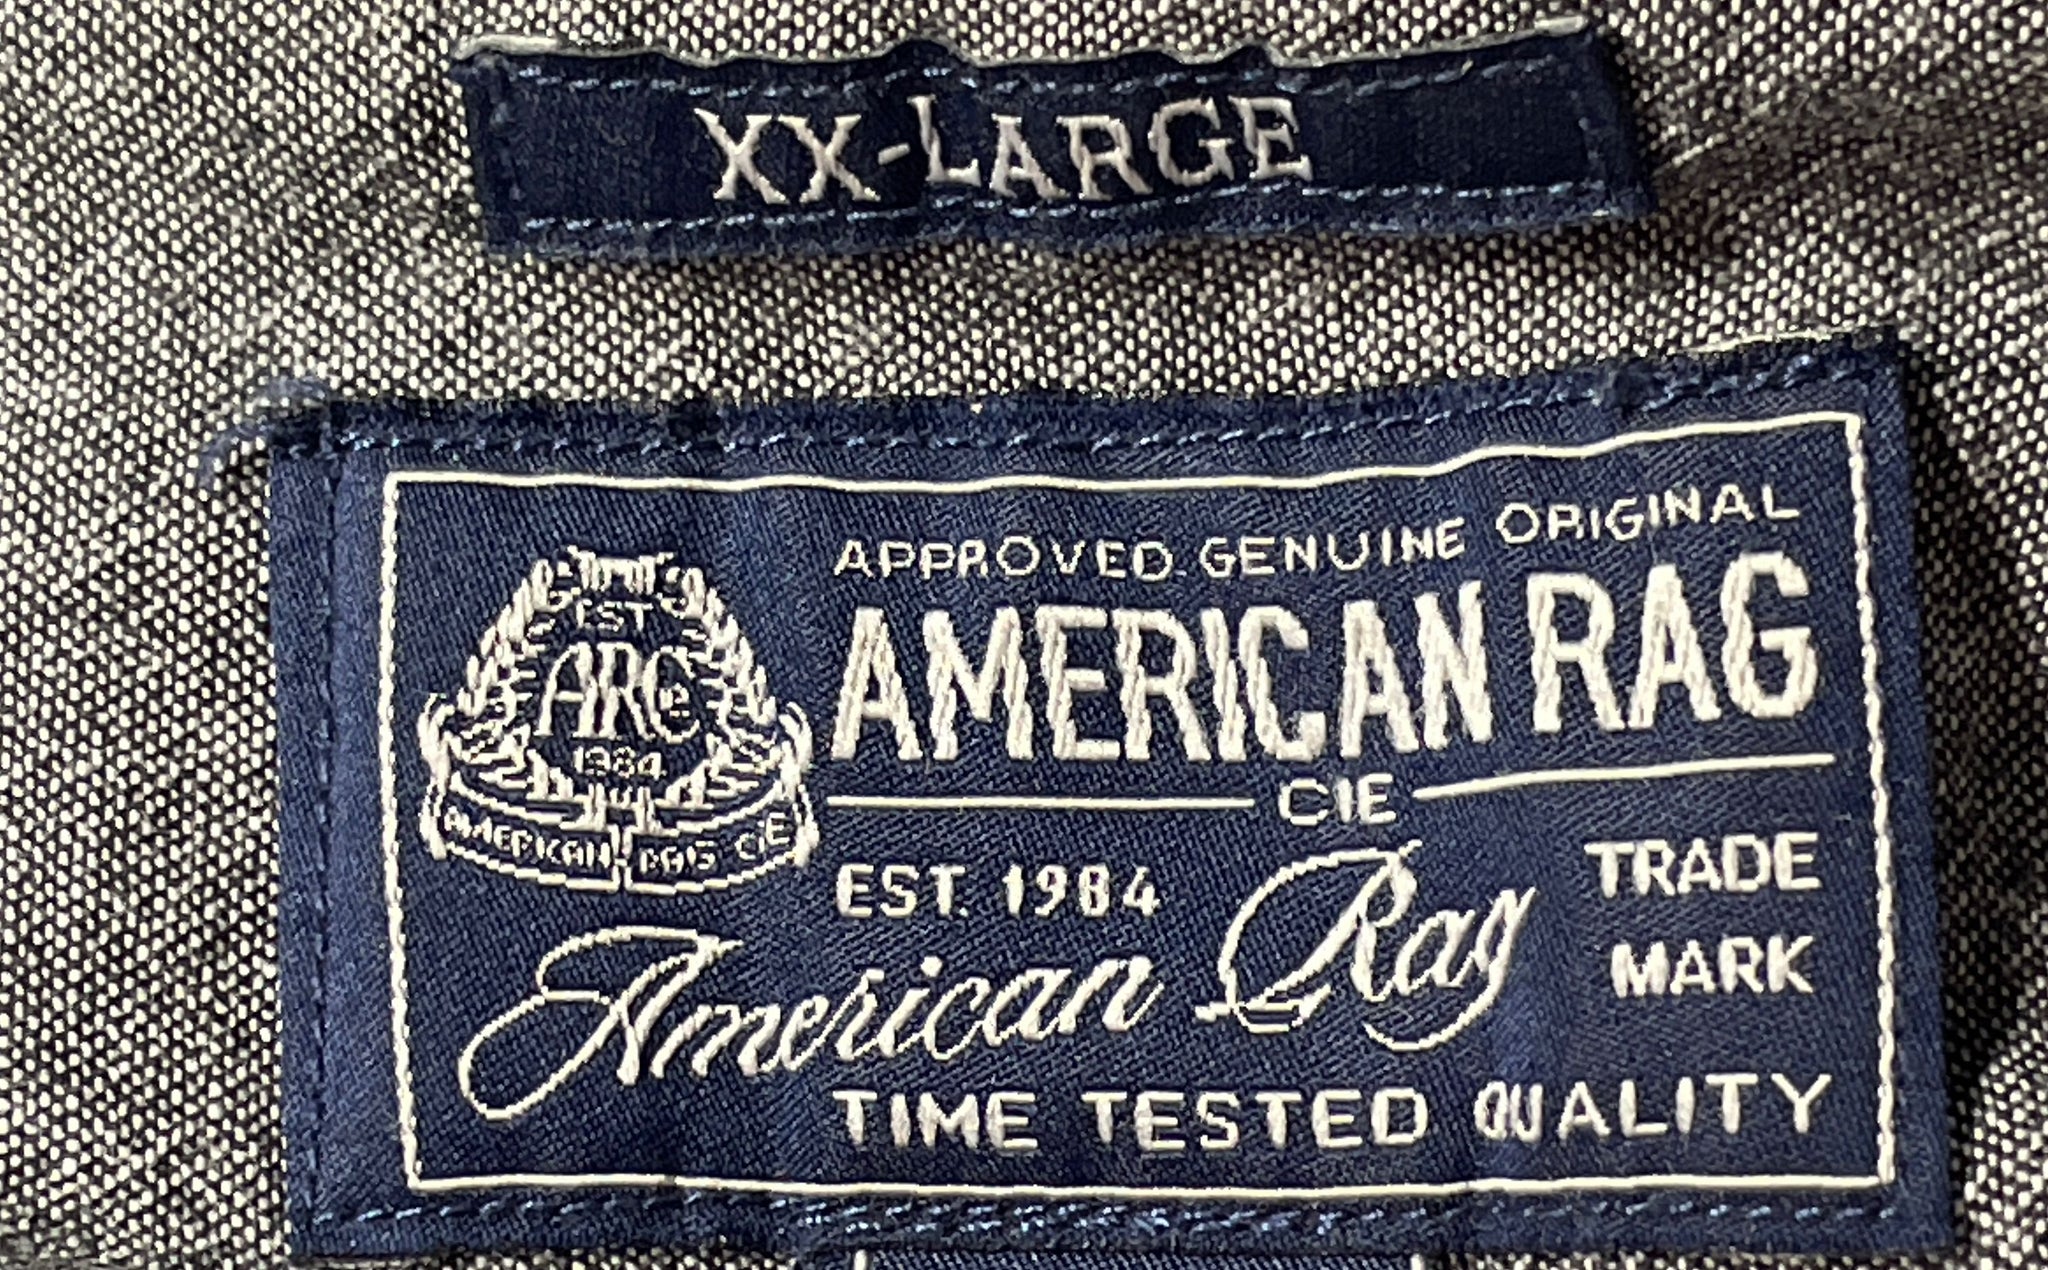 XX-LARGE
EST
ARC
1984
AMERICAN RAG CIE
APPROVED GENUINE ORIGINAL
AMERICAN RAG
CIE
EST. 1984
American Rag
TRADE
MARK
TIME TESTED QUALITY